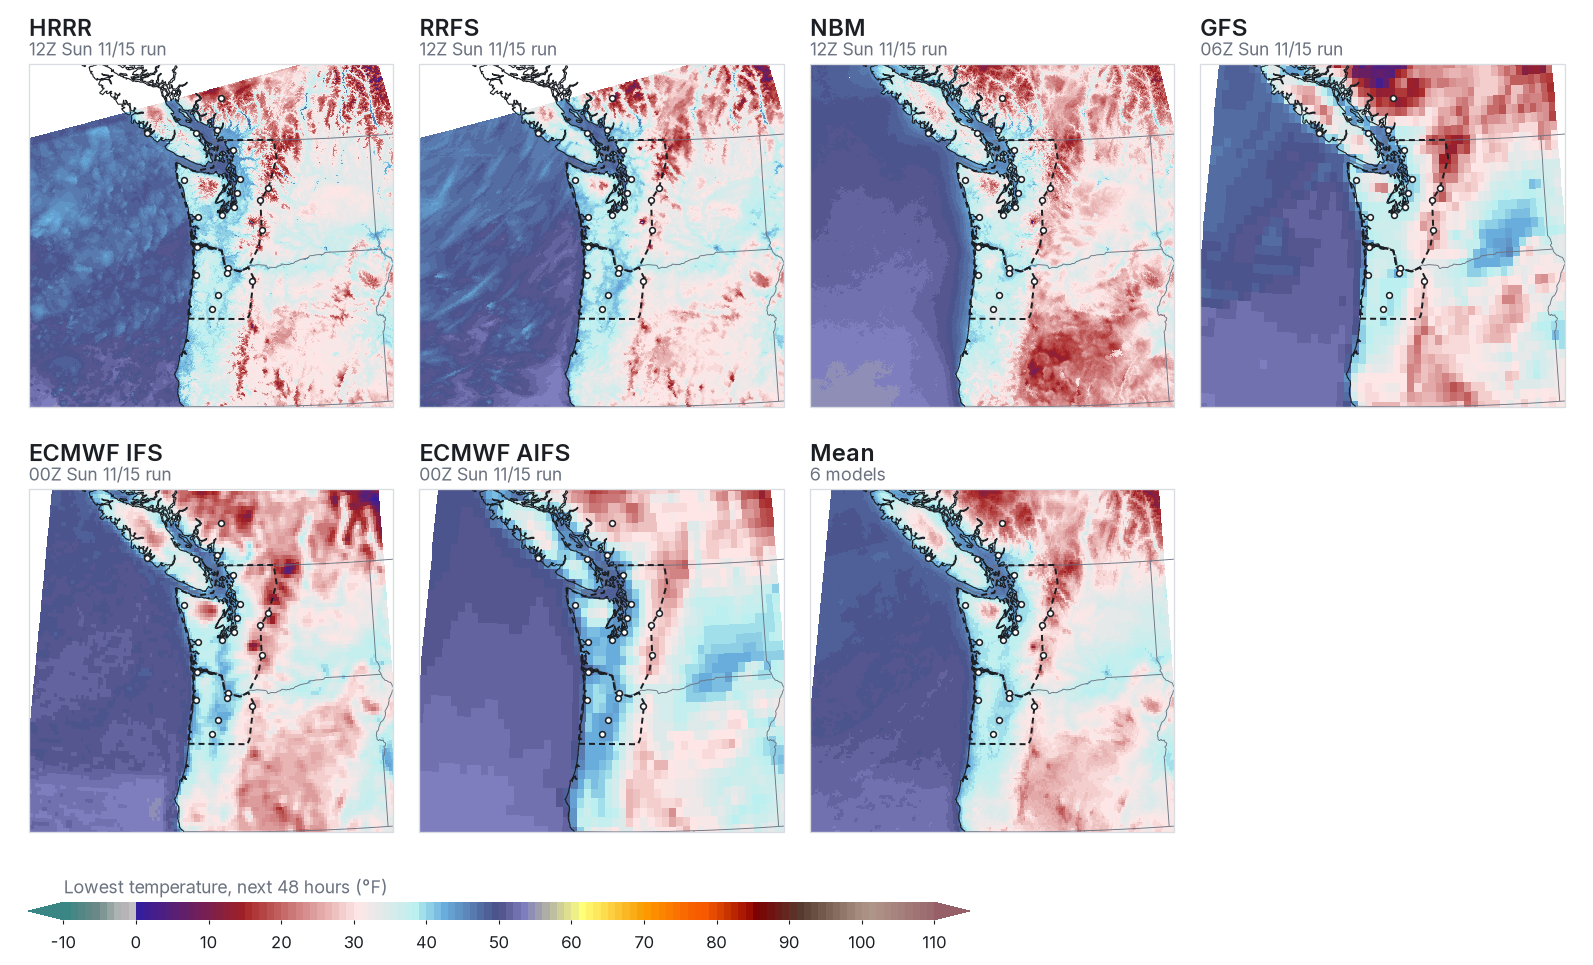 HRRR
12Z Sun 11/15 run
RRFS
12Z Sun 11/15 run
NBM
12Z Sun 11/15 run
GFS
06Z Sun 11/15 run
ECMWF IFS
00Z Sun 11/15 run
ECMWF AIFS
00Z Sun 11/15 run
Mean
6 models
Lowest temperature, next 48 hours (°F)
-10 0 10 20 30 40 50 60 70 80 90 100 110